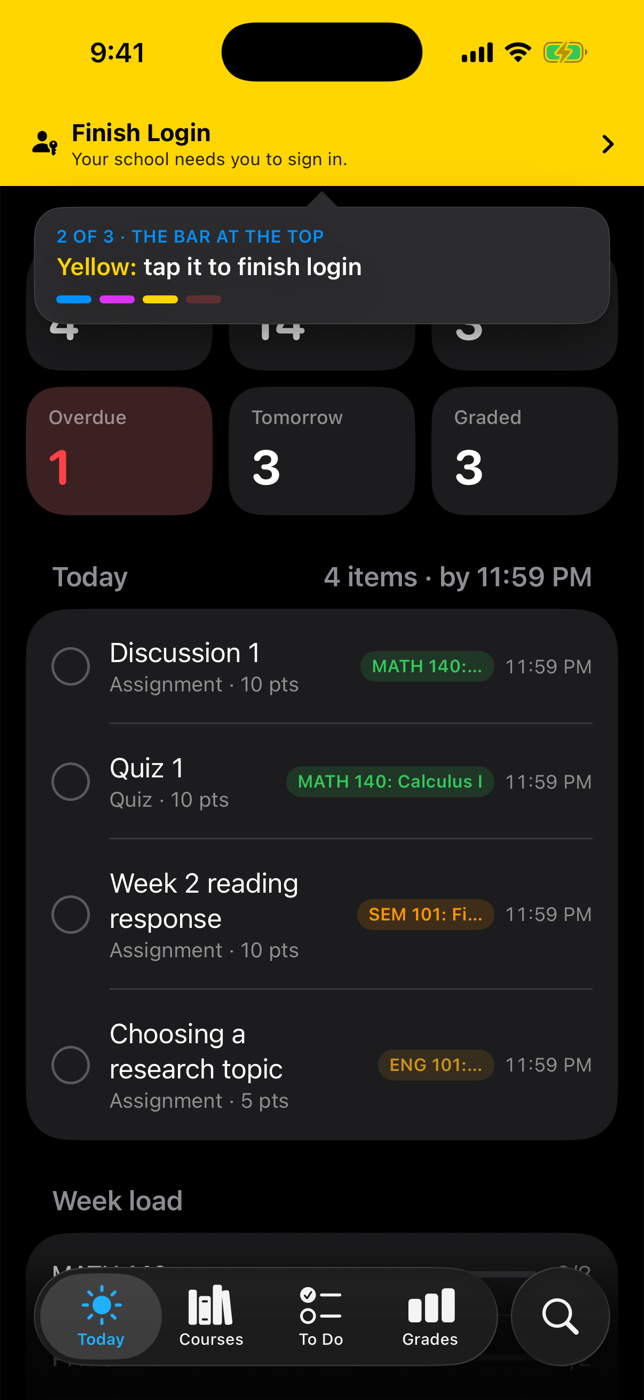 9:41
Finish Login
Your school needs you to sign in.
2 OF 3 · THE BAR AT THE TOP
Yellow: tap it to finish login
4
14
3
Overdue
Tomorrow
Graded
1
3
3
Today
4 items · by 11:59 PM
Discussion 1
Assignment · 10 pts
MATH 140:...
11:59 PM
Quiz 1
Quiz · 10 pts
MATH 140: Calculus I
11:59 PM
Week 2 reading
response
Assignment · 10 pts
SEM 101: Fi...
11:59 PM
Choosing a
research topic
Assignment · 5 pts
ENG 101:...
11:59 PM
Week load
Today
Courses
To Do
Grades